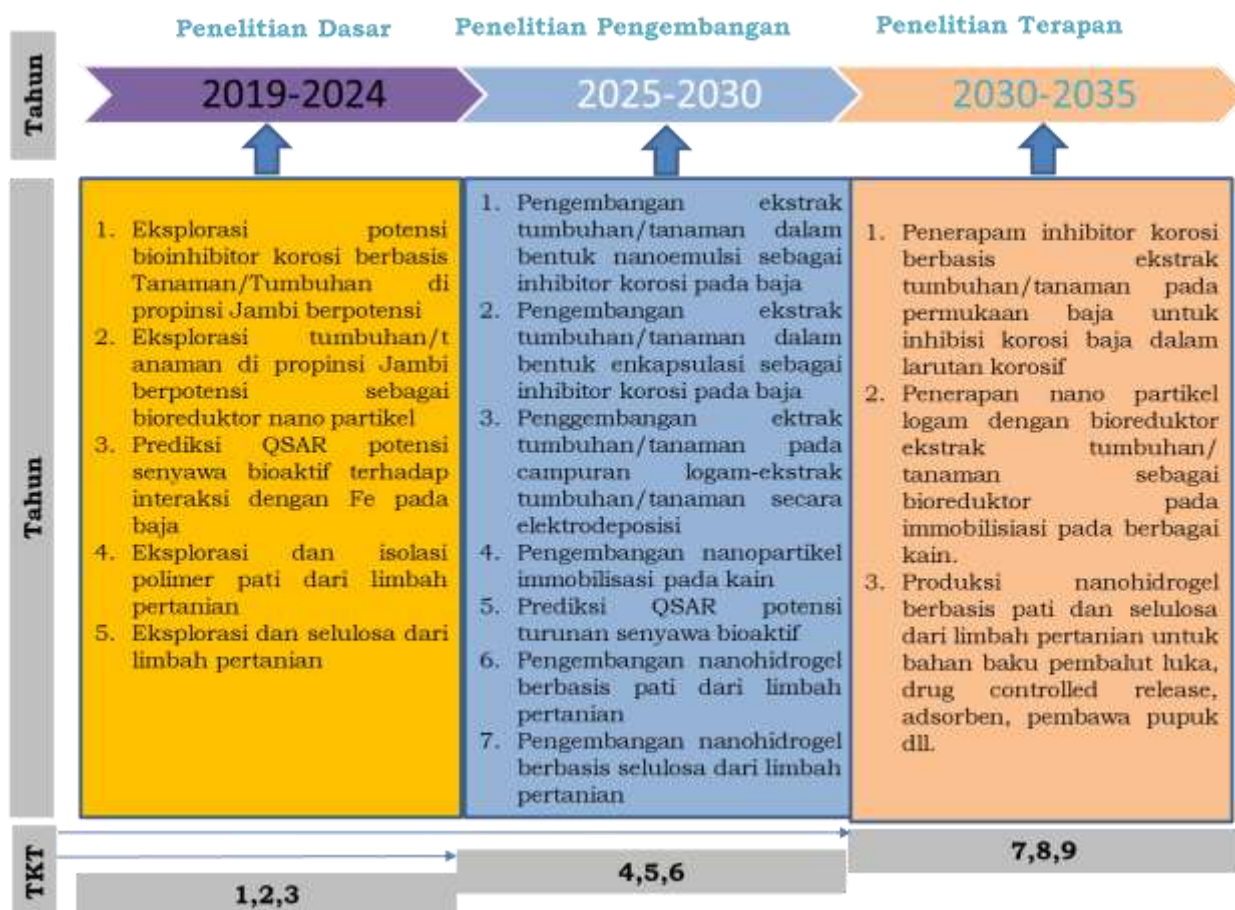 Penelitian Dasar
Penelitian Pengembangan
Penelitian Terapan
Tahun
2019-2024
2025-2030
2030-2035
Tahun
1. Eksplorasi potensi
bioinhibitor korosi berbasis
Tanaman/Tumbuhan di
propinsi Jambi berpotensi
2. Eksplorasi tumbuhan/t
anaman di propinsi Jambi
berpotensi sebagai
bioreduktor nano partikel
3. Prediksi QSAR potensi
senyawa bioaktif terhadap
interaksi dengan Fe pada
baja
4. Eksplorasi dan isolasi
polimer pati dari limbah
pertanian
5. Eksplorasi dan selulosa dari
limbah pertanian
1. Pengembangan ekstrak
tumbuhan/tanaman dalam
bentuk nanoemulsi sebagai
inhibitor korosi pada baja
2. Pengembangan ekstrak
tumbuhan/tanaman dalam
bentuk enkapsulasi sebagai
inhibitor korosi pada baja
3. Penggembangan ektrak
tumbuhan/tanaman pada
campuran logam-ekstrak
tumbuhan/tanaman secara
elektrodeposisi
4. Pengembangan nanopartikel
immobilisasi pada kain
5. Prediksi QSAR potensi
turunan senyawa bioaktif
6. Pengembangan nanohidrogel
berbasis pati dari limbah
pertanian
7. Pengembangan nanohidrogel
berbasis selulosa dari limbah
pertanian
1. Penerapam inhibitor korosi
berbasis ekstrak
tumbuhan/tanaman pada
permukaan baja untuk
inhibisi korosi baja dalam
larutan korosif
2. Penerapan nano partikel
logam dengan bioreduktor
ekstrak tumbuhan/
tanaman sebagai
bioreduktor pada
immobilisiasi pada berbagai
kain.
3. Produksi nanohidrogel
berbasis pati dan selulosa
dari limbah pertanian untuk
bahan baku pembalut luka,
drug controlled release,
adsorben, pembawa pupuk
dll.
TKT
1,2,3
4,5,6
7,8,9